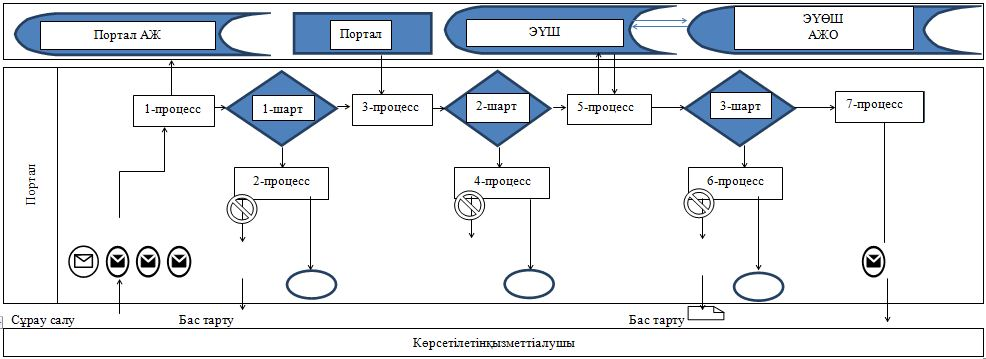 Портал АЖ
Портал
ЭҮШ
ЭҮӨШ
АЖО
Портал
1-процесс
1-шарт
3-процесс
2-шарт
5-процесс
3-шарт
7-процесс
2-процесс
4-процесс
6-процесс
Сұрау салу
Бас тарту
Бас тарту
Көрсетілетінқызметтіалушы